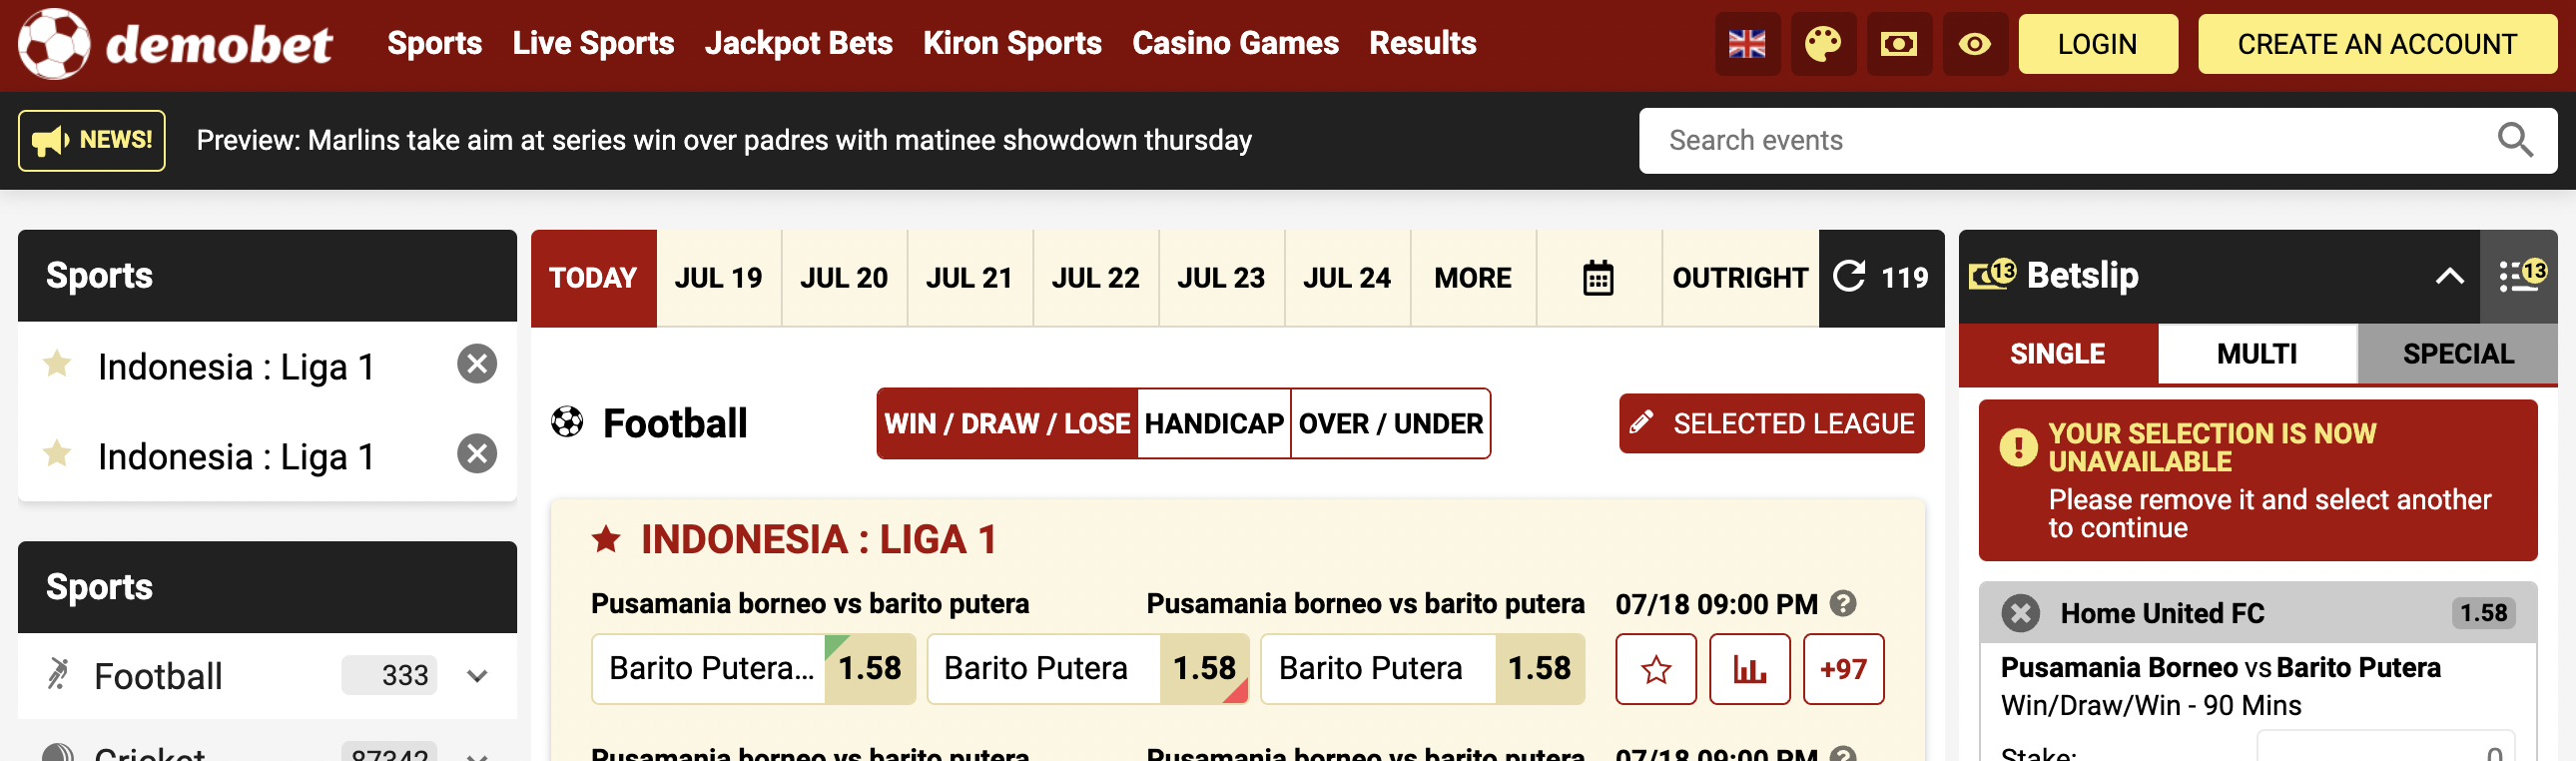 demobet
Sports Live Sports Jackpot Bets Kiron Sports Casino Games Results
LOGIN
CREATE AN ACCOUNT
NEWS!
Preview: Marlins take aim at series win over padres with matinee showdown thursday
Search events
Sports
Indonesia : Liga 1
Indonesia : Liga 1
Sports
Football 333
Cricket 87342
TODAY JUL 19 JUL 20 JUL 21 JUL 22 JUL 23 JUL 24 MORE OUTRIGHT 119
Football
WIN / DRAW / LOSE HANDICAP OVER / UNDER
SELECTED LEAGUE
INDONESIA : LIGA 1
Pusamania borneo vs barito putera Pusamania borneo vs barito putera 07/18 09:00 PM ?
Barito Putera... 1.58 Barito Putera 1.58 Barito Putera 1.58 +97
Pusamania borneo vs barito putera Pusamania borneo vs barito putera 07/18 09:00 PM ?
13 Betslip 13
SINGLE MULTI SPECIAL
YOUR SELECTION IS NOW
UNAVAILABLE
Please remove it and select another
to continue
Home United FC 1.58
Pusamania Borneo vs Barito Putera
Win/Draw/Win - 90 Mins
Stake: 0